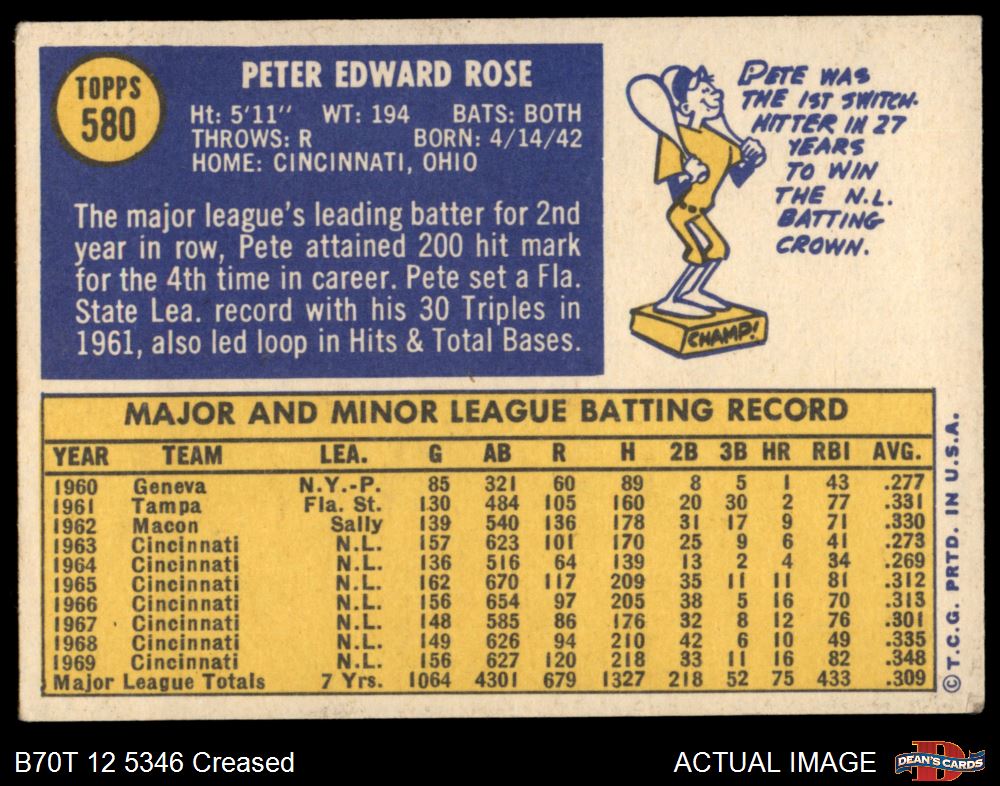 TOPPS
580
PETER EDWARD ROSE
Ht: 5'11" WT: 194 BATS: BOTH
THROWS: R BORN: 4/14/42
HOME: CINCINNATI, OHIO
The major league's leading batter for 2nd
year in row, Pete attained 200 hit mark
for the 4th time in career. Pete set a Fla.
State Lea. record with his 30 Triples in
1961, also led loop in Hits & Total Bases.
PETE WAS
THE 1ST SWITCH-
HITTER IN 27
YEARS
TO WIN
THE N.L.
BATTING
CROWN.
CHAMP!
MAJOR AND MINOR LEAGUE BATTING RECORD
YEAR TEAM LEA. G AB R H 2B 3B HR RBI AVG.
1960 Geneva N.Y.-P. 85 321 60 89 8 5 1 43 .277
1961 Tampa Fla. St. 130 484 105 160 20 30 2 77 .331
1962 Macon Sally 139 540 136 178 31 17 9 71 .330
1963 Cincinnati N.L. 157 623 101 170 25 9 6 41 .273
1964 Cincinnati N.L. 136 516 64 139 13 2 4 34 .269
1965 Cincinnati N.L. 162 670 117 209 35 11 11 81 .312
1966 Cincinnati N.L. 156 654 97 205 38 5 16 70 .313
1967 Cincinnati N.L. 148 585 86 176 32 8 12 76 .301
1968 Cincinnati N.L. 149 626 94 210 42 6 10 49 .335
1969 Cincinnati N.L. 156 627 120 218 33 11 16 82 .348
Major League Totals 7 Yrs. 1064 4301 679 1327 218 52 75 433 .309
© T.C.G. PRTD. IN U.S.A.
B70T 12 5346 Creased
ACTUAL IMAGE
D
DEAN'S CARDS